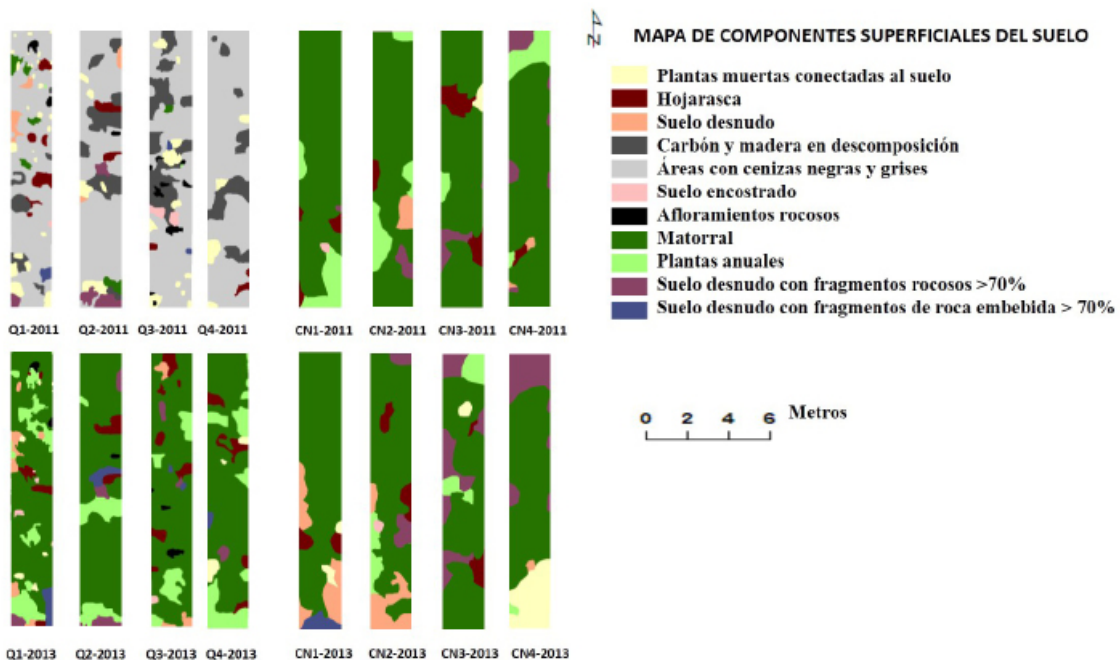 N
MAPA DE COMPONENTES SUPERFICIALES DEL SUELO
Plantas muertas conectadas al suelo
Hojarasca
Suelo desnudo
Carbón y madera en descomposición
Áreas con cenizas negras y grises
Suelo encostrado
Afloramientos rocosos
Matorral
Plantas anuales
Suelo desnudo con fragmentos rocosos >70%
Suelo desnudo con fragmentos de roca embebida > 70%
Q1-2011 Q2-2011 Q3-2011 Q4-2011 CN1-2011 CN2-2011 CN3-2011 CN4-2011
0 2 4 6 Metros
Q1-2013 Q2-2013 Q3-2013 Q4-2013 CN1-2013 CN2-2013 CN3-2013 CN4-2013